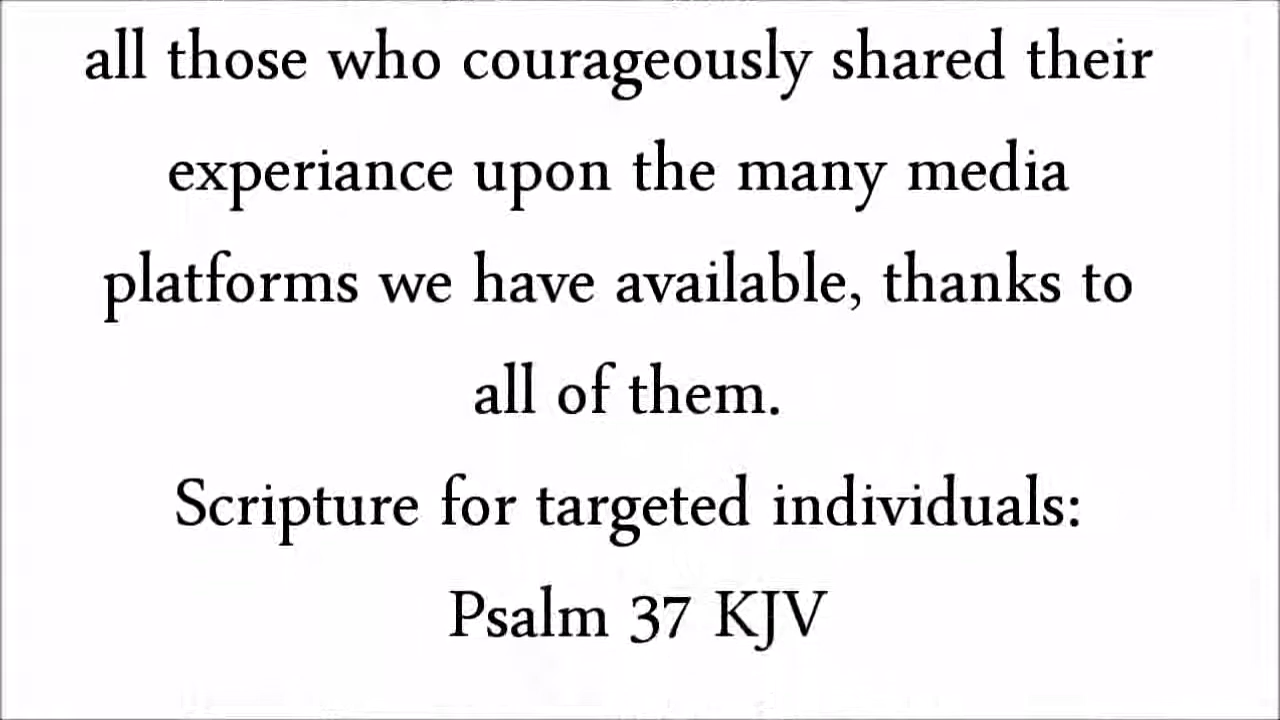 all those who courageously shared their
experiance upon the many media
platforms we have available, thanks to
all of them.
Scripture for targeted individuals:
Psalm 37 KJV